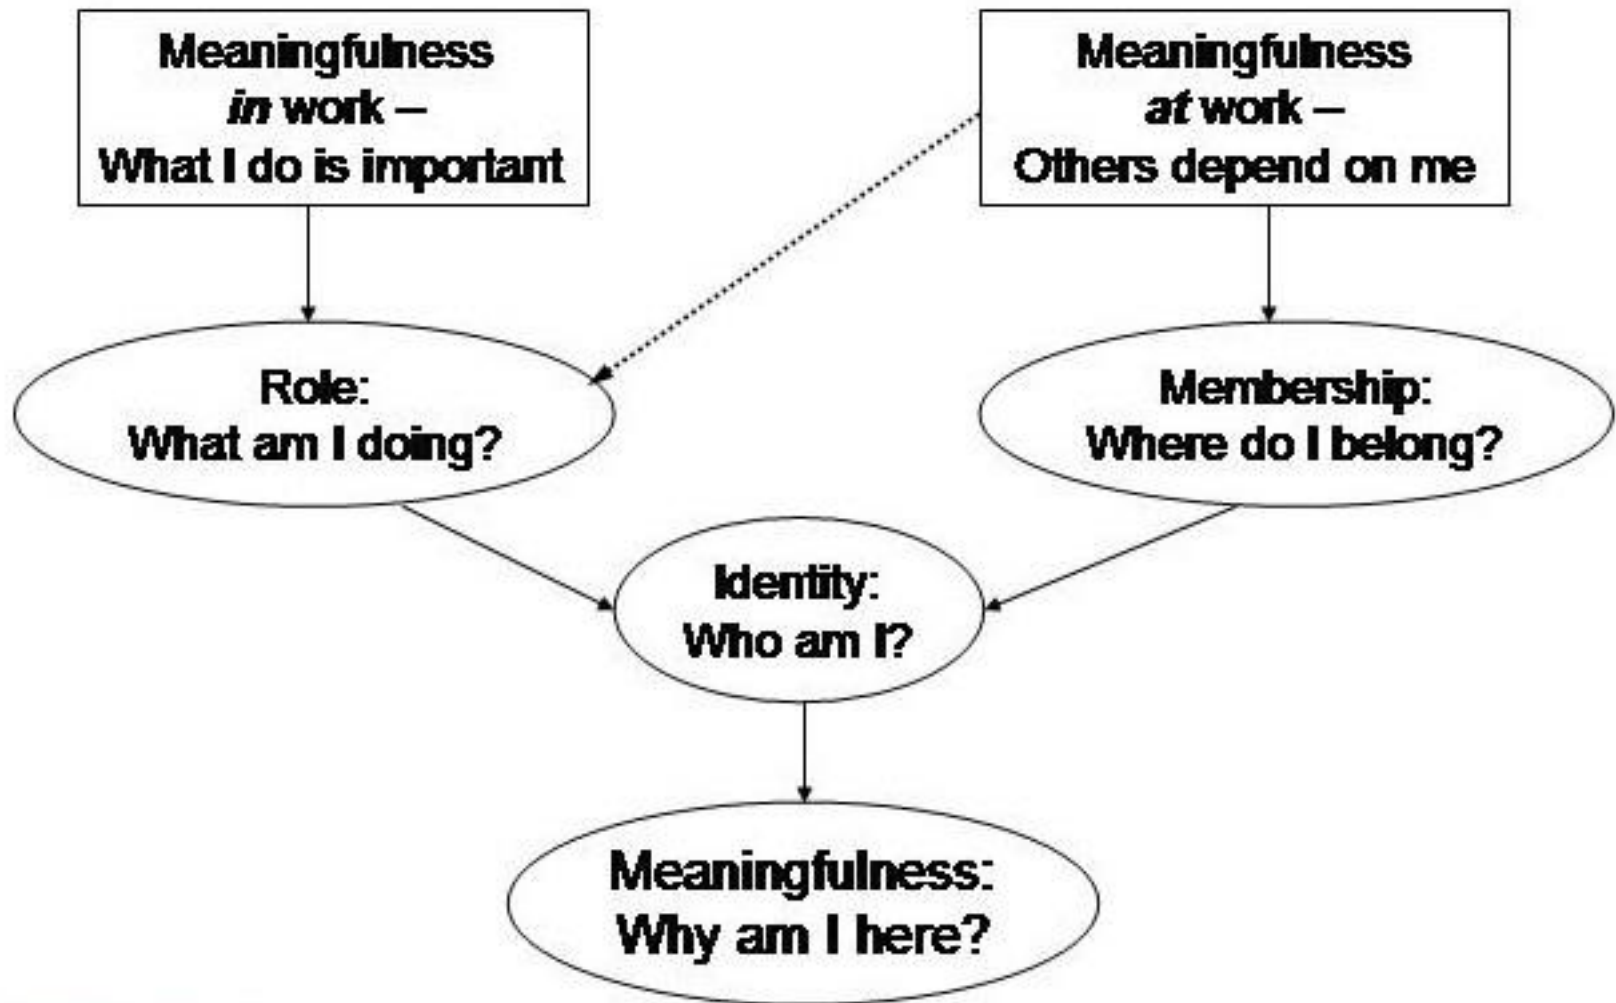 Meaningfulness
in work –
What I do is important
Meaningfulness
at work –
Others depend on me
Role:
What am I doing?
Membership:
Where do I belong?
Identity:
Who am I?
Meaningfulness:
Why am I here?